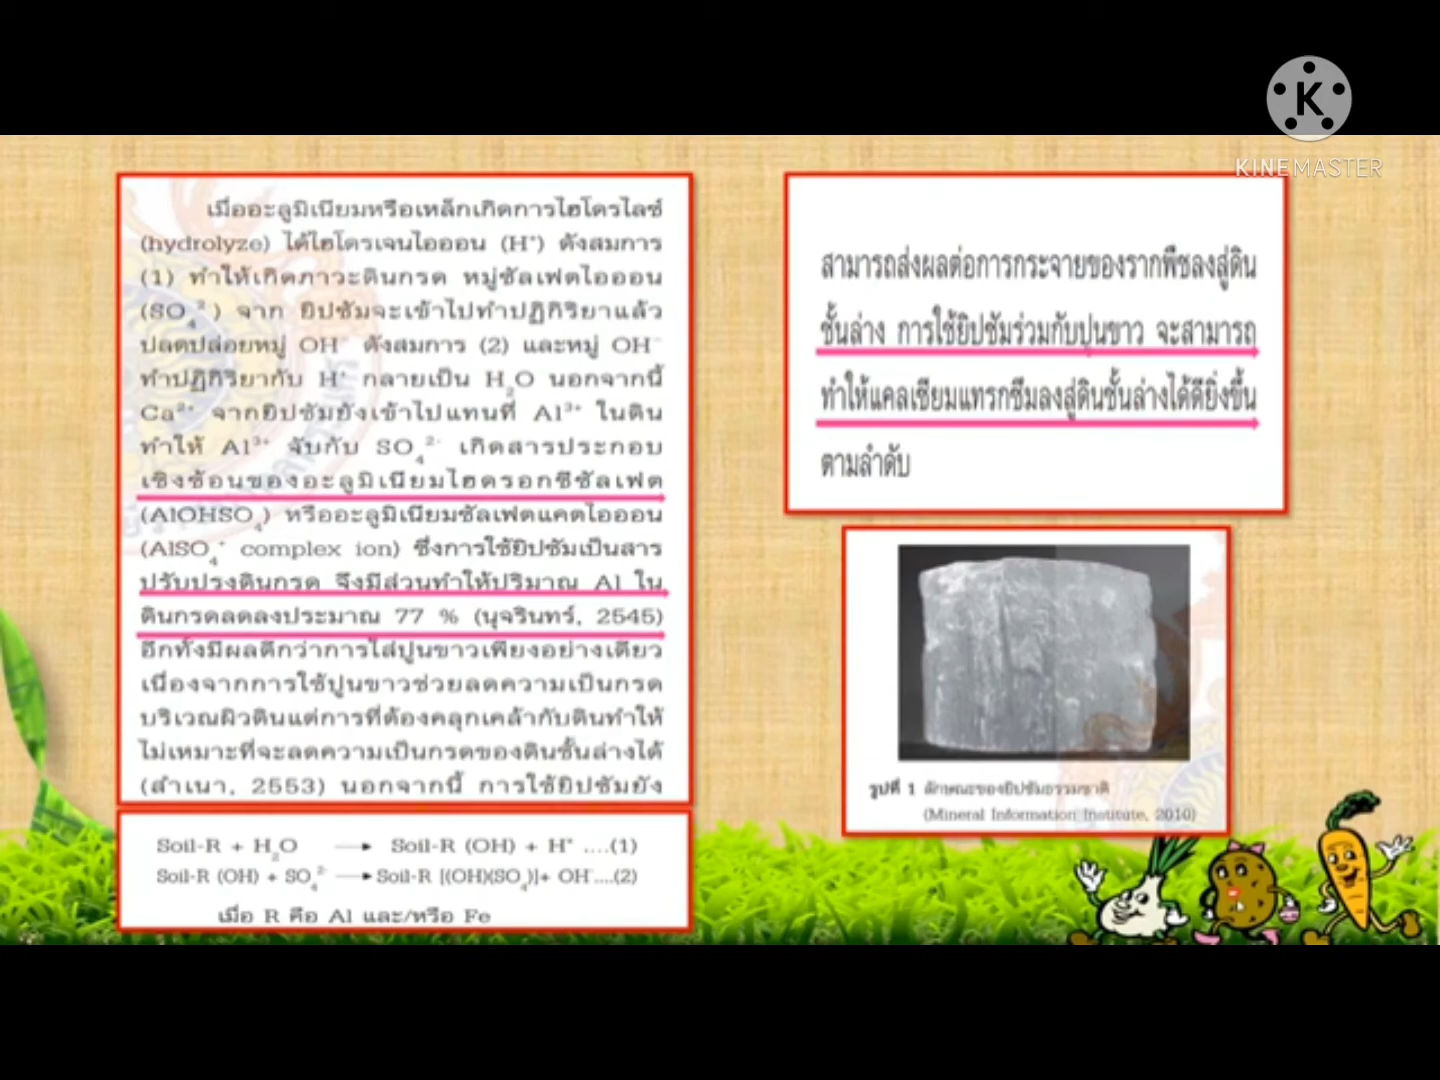 KINEMASTER
เมื่ออะลูมิเนียมหรือเหล็กเกิดการไฮโดรไลซ์
(hydrolyze) ได้ไฮโดรเจนไอออน (H⁺) ดังสมการ
(1) ทำให้เกิดภาวะดินกรด หมู่ซัลเฟตไอออน
(SO₄²⁻) จาก ยิปซัมจะเข้าไปทำปฏิกิริยาแล้ว
ปลดปล่อยหมู่ OH⁻ ดังสมการ (2) และหมู่ OH⁻
ทำปฏิกิริยากับ H⁺ กลายเป็น H₂O นอกจากนี้
Ca²⁺ จากยิปซัมยังเข้าไปแทนที่ Al³⁺ ในดิน
ทำให้ Al³⁺ จับกับ SO₄²⁻ เกิดสารประกอบ
เชิงซ้อนของอะลูมิเนียมไฮดรอกซีซัลเฟต
(AlOHSO₄) หรืออะลูมิเนียมซัลเฟตแคตไอออน
(AlSO₄⁺ complex ion) ซึ่งการใช้ยิปซัมเป็นสาร
ปรับปรุงดินกรด จึงมีส่วนทำให้ปริมาณ Al ใน
ดินกรดลดลงประมาณ 77 % (นุจรินทร์, 2545)
อีกทั้งมีผลดีกว่าการใส่ปูนขาวเพียงอย่างเดียว
เนื่องจากการใช้ปูนขาวช่วยลดความเป็นกรด
บริเวณผิวดินแต่การที่ต้องคลุกเคล้ากับดินทำให้
ไม่เหมาะที่จะลดความเป็นกรดของดินชั้นล่างได้
(สำเนา, 2553) นอกจากนี้ การใช้ยิปซัมยัง
Soil-R + H₂O → Soil-R (OH) + H⁺ ....(1)
Soil-R (OH) + SO₄²⁻ → Soil-R [(OH)(SO₄)]+ OH⁻....(2)
เมื่อ R คือ Al และ/หรือ Fe
สามารถส่งผลต่อการกระจายของรากพืชลงสู่ดิน
ชั้นล่าง การใช้ยิปซัมร่วมกับปูนขาว จะสามารถ
ทำให้แคลเซียมแทรกซึมลงสู่ดินชั้นล่างได้ดียิ่งขึ้น
ตามลำดับ
รูปที่ 1 ลักษณะของยิปซัมธรรมชาติ
(Mineral Information Institute, 2010)